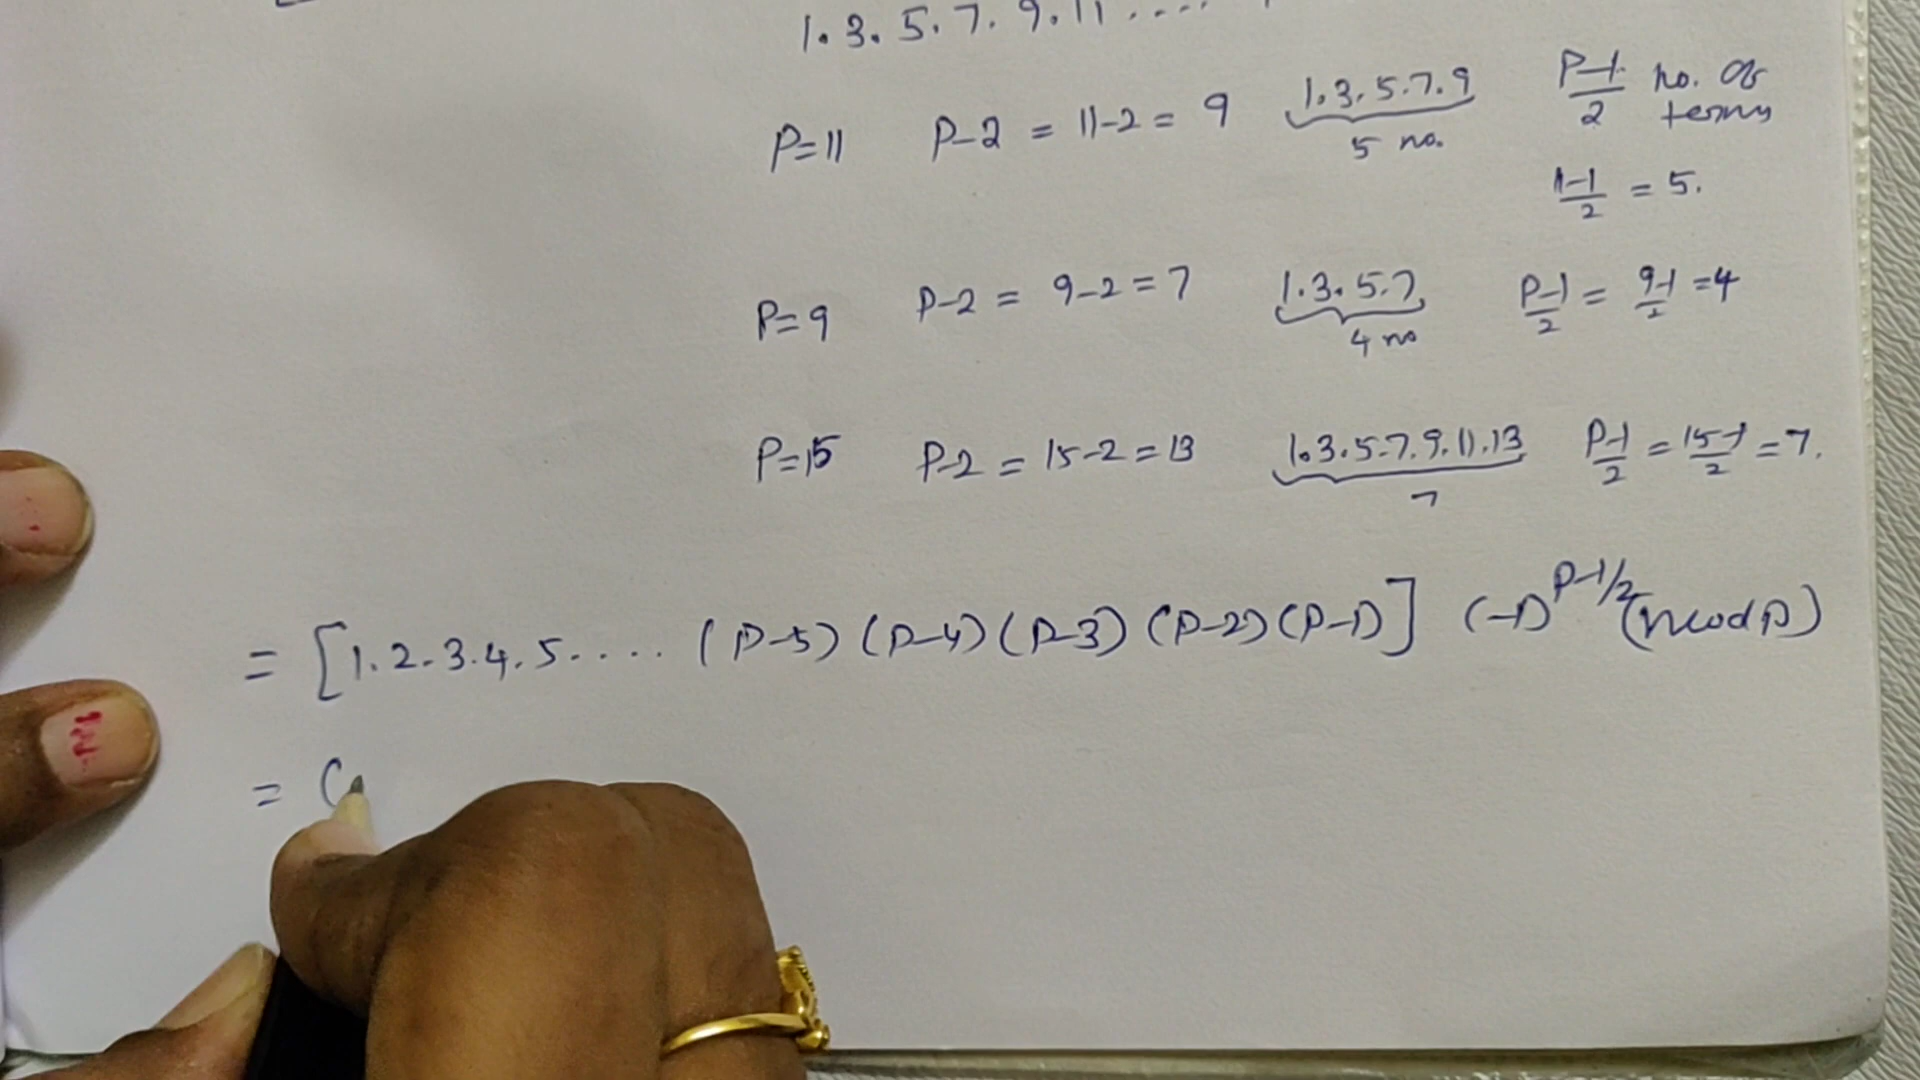 1.3.5.7.9.11....
P=11 P-2 = 11-2 = 9 1.3.5.7.9 P-1/2 no. of terms
5 no.
11-1/2 = 5.
P=9 P-2 = 9-2=7 1.3.5.7 P-1/2 = 9-1/2 =4
4 no
P=15 P-2 = 15-2=13 1.3.5.7.9.11.13 P-1/2 = 15-1/2 =7.
7
= [1.2.3.4.5..... (P-5)(P-4)(P-3)(P-2)(P-1)] (-1)^P-1/2 (mod P)
= (